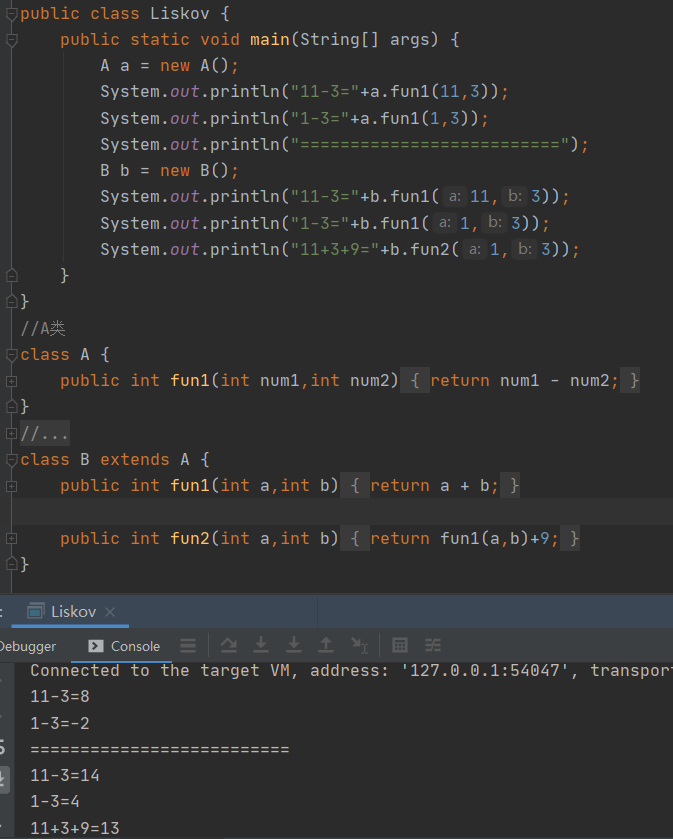 public class Liskov {
public static void main(String[] args) {
A a = new A();
System.out.println("11-3="+a.fun1(11,3));
System.out.println("1-3="+a.fun1(1,3));
System.out.println("==========================");
B b = new B();
System.out.println("11-3="+b.fun1( a: 11, b: 3));
System.out.println("1-3="+b.fun1( a: 1, b: 3));
System.out.println("11+3+9="+b.fun2( a: 1, b: 3));
}
}
//A类
class A {
public int fun1(int num1,int num2) { return num1 - num2; }
}
//...
class B extends A {
public int fun1(int a,int b) { return a + b; }
public int fun2(int a,int b) { return fun1(a,b)+9; }
}
: Liskov ×
Debugger Console
Connected to the target VM, address: '127.0.0.1:54047', transport
11-3=8
1-3=-2
==========================
11-3=14
1-3=4
11+3+9=13